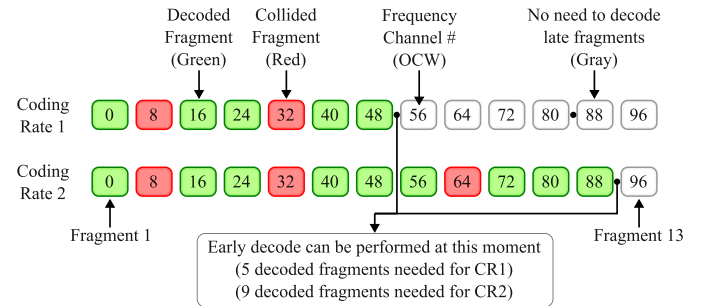 Decoded Fragment (Green)
Collided Fragment (Red)
Frequency Channel # (OCW)
No need to decode late fragments (Gray)
Coding Rate 1
0 8 16 24 32 40 48 56 64 72 80 88 96
Coding Rate 2
0 8 16 24 32 40 48 56 64 72 80 88 96
Fragment 1
Fragment 13
Early decode can be performed at this moment
(5 decoded fragments needed for CR1)
(9 decoded fragments needed for CR2)